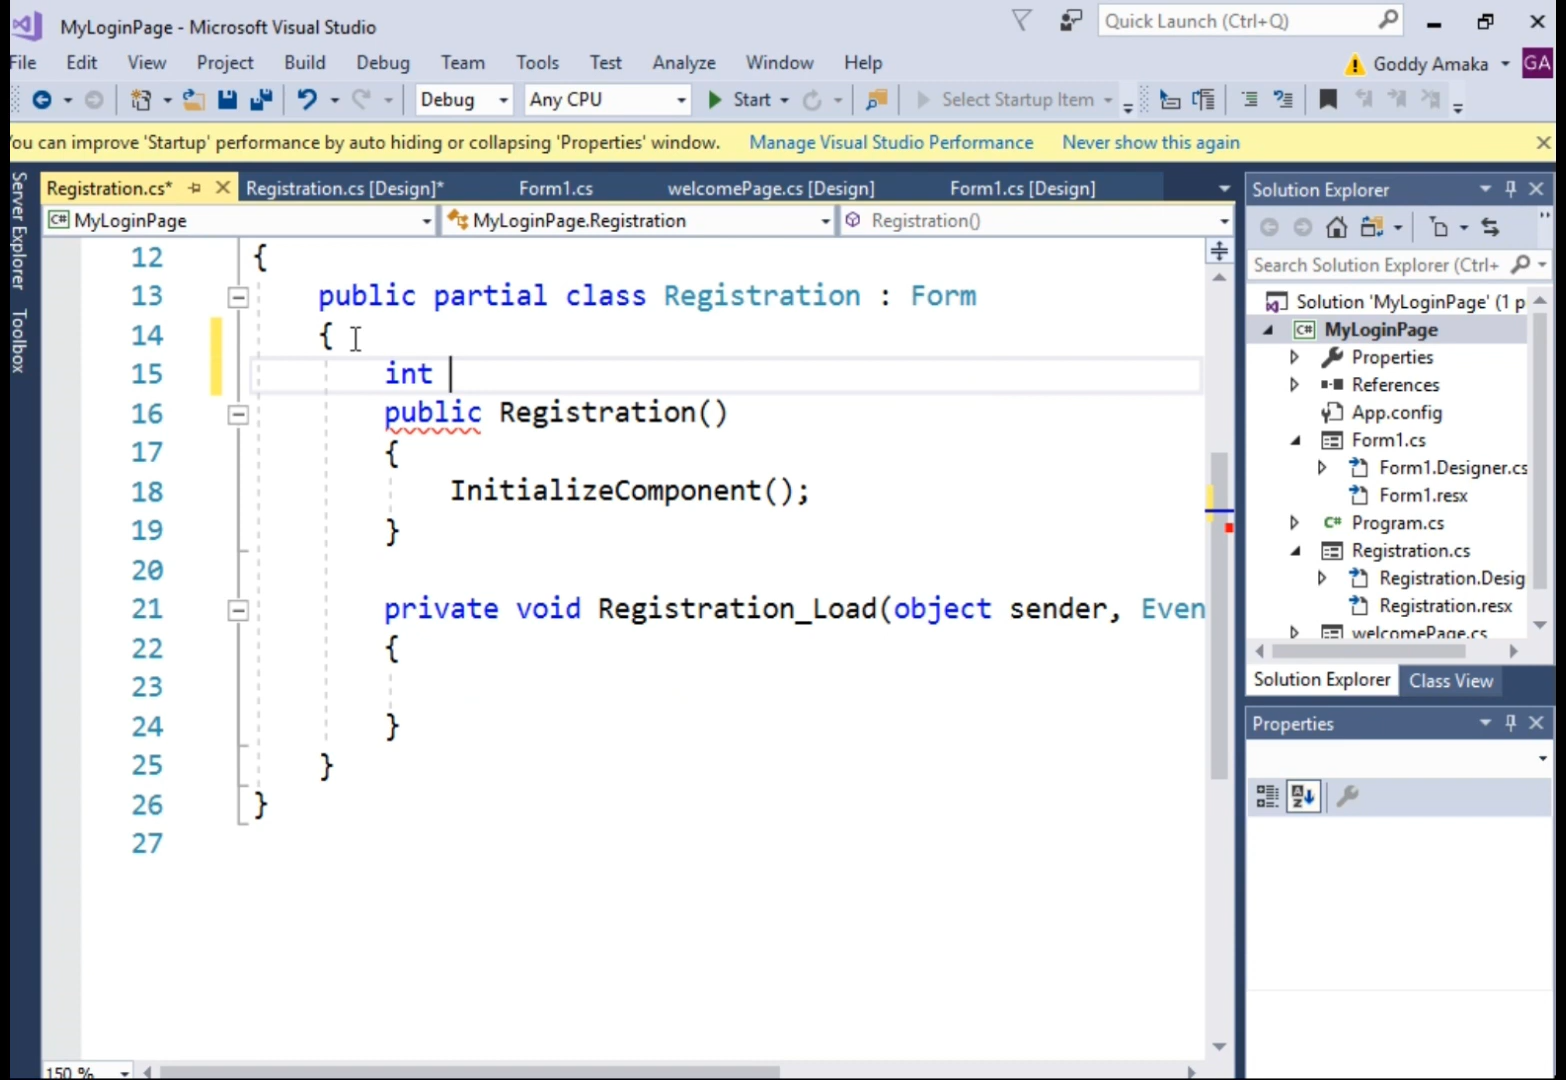 MyLoginPage - Microsoft Visual Studio
Quick Launch (Ctrl+Q)
File Edit View Project Build Debug Team Tools Test Analyze Window Help
Goddy Amaka GA
Debug Any CPU Start Select Startup Item
You can improve 'Startup' performance by auto hiding or collapsing 'Properties' window. Manage Visual Studio Performance Never show this again
Server Explorer
Toolbox
Registration.cs* Registration.cs [Design]* Form1.cs welcomePage.cs [Design] Form1.cs [Design]
C# MyLoginPage MyLoginPage.Registration Registration()
12 {
13 public partial class Registration : Form
14 {
15 int
16 public Registration()
17 {
18 InitializeComponent();
19 }
20
21 private void Registration_Load(object sender, Even
22 {
23
24 }
25 }
26 }
27
150 %
Solution Explorer
Search Solution Explorer (Ctrl+
Solution 'MyLoginPage' (1 p
C# MyLoginPage
Properties
References
App.config
Form1.cs
Form1.Designer.cs
Form1.resx
C# Program.cs
Registration.cs
Registration.Desig
Registration.resx
welcomePage.cs
Solution Explorer Class View
Properties